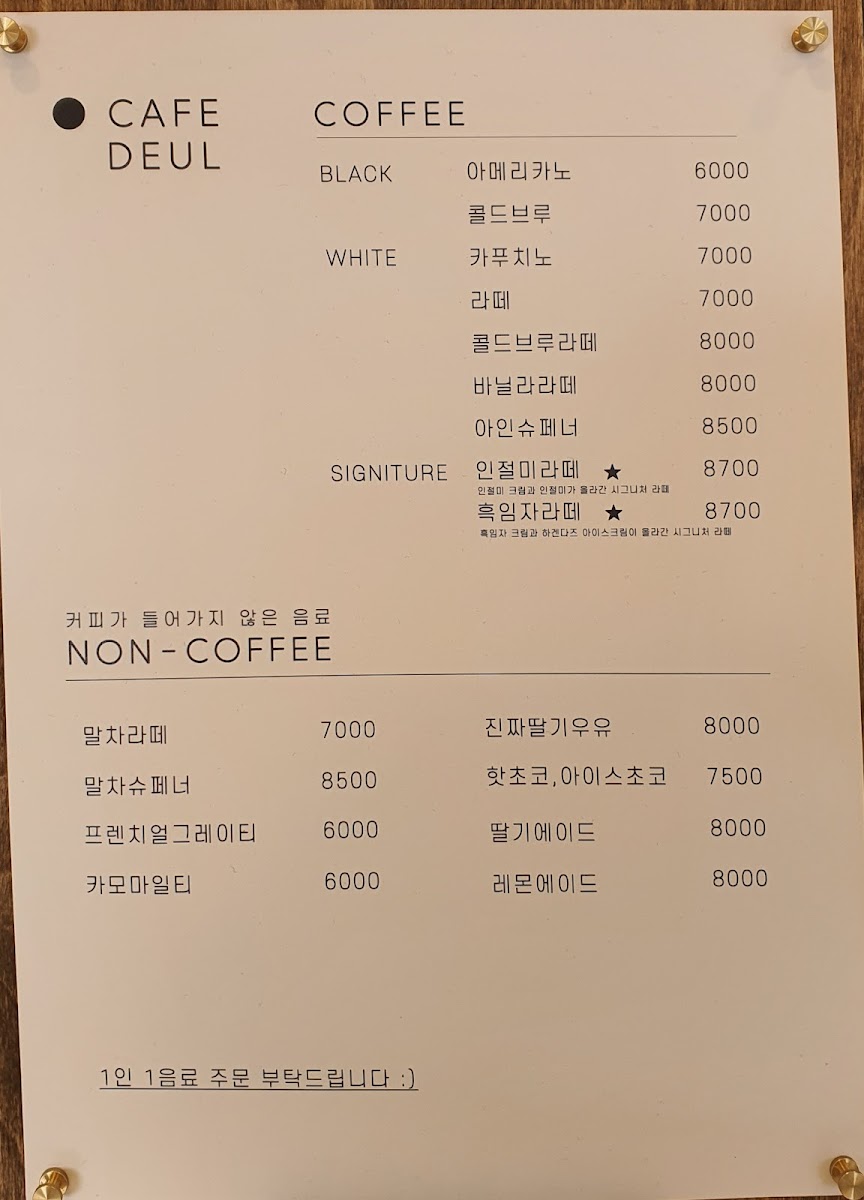 CAFE
DEUL
COFFEE
BLACK 아메리카노 6000
콜드브루 7000
WHITE 카푸치노 7000
라떼 7000
콜드브루라떼 8000
바닐라라떼 8000
아인슈페너 8500
SIGNITURE 인절미라떼 ★ 8700
인절미 크림과 인절미가 올라간 시그니처 라떼
흑임자라떼 ★ 8700
흑임자 크림과 하겐다즈 아이스크림이 올라간 시그니처 라떼
커피가 들어가지 않은 음료
NON-COFFEE
말차라떼 7000
말차슈페너 8500
프렌치얼그레이티 6000
카모마일티 6000
진짜딸기우유 8000
핫초코,아이스초코 7500
딸기에이드 8000
레몬에이드 8000
1인 1음료 주문 부탁드립니다 :)